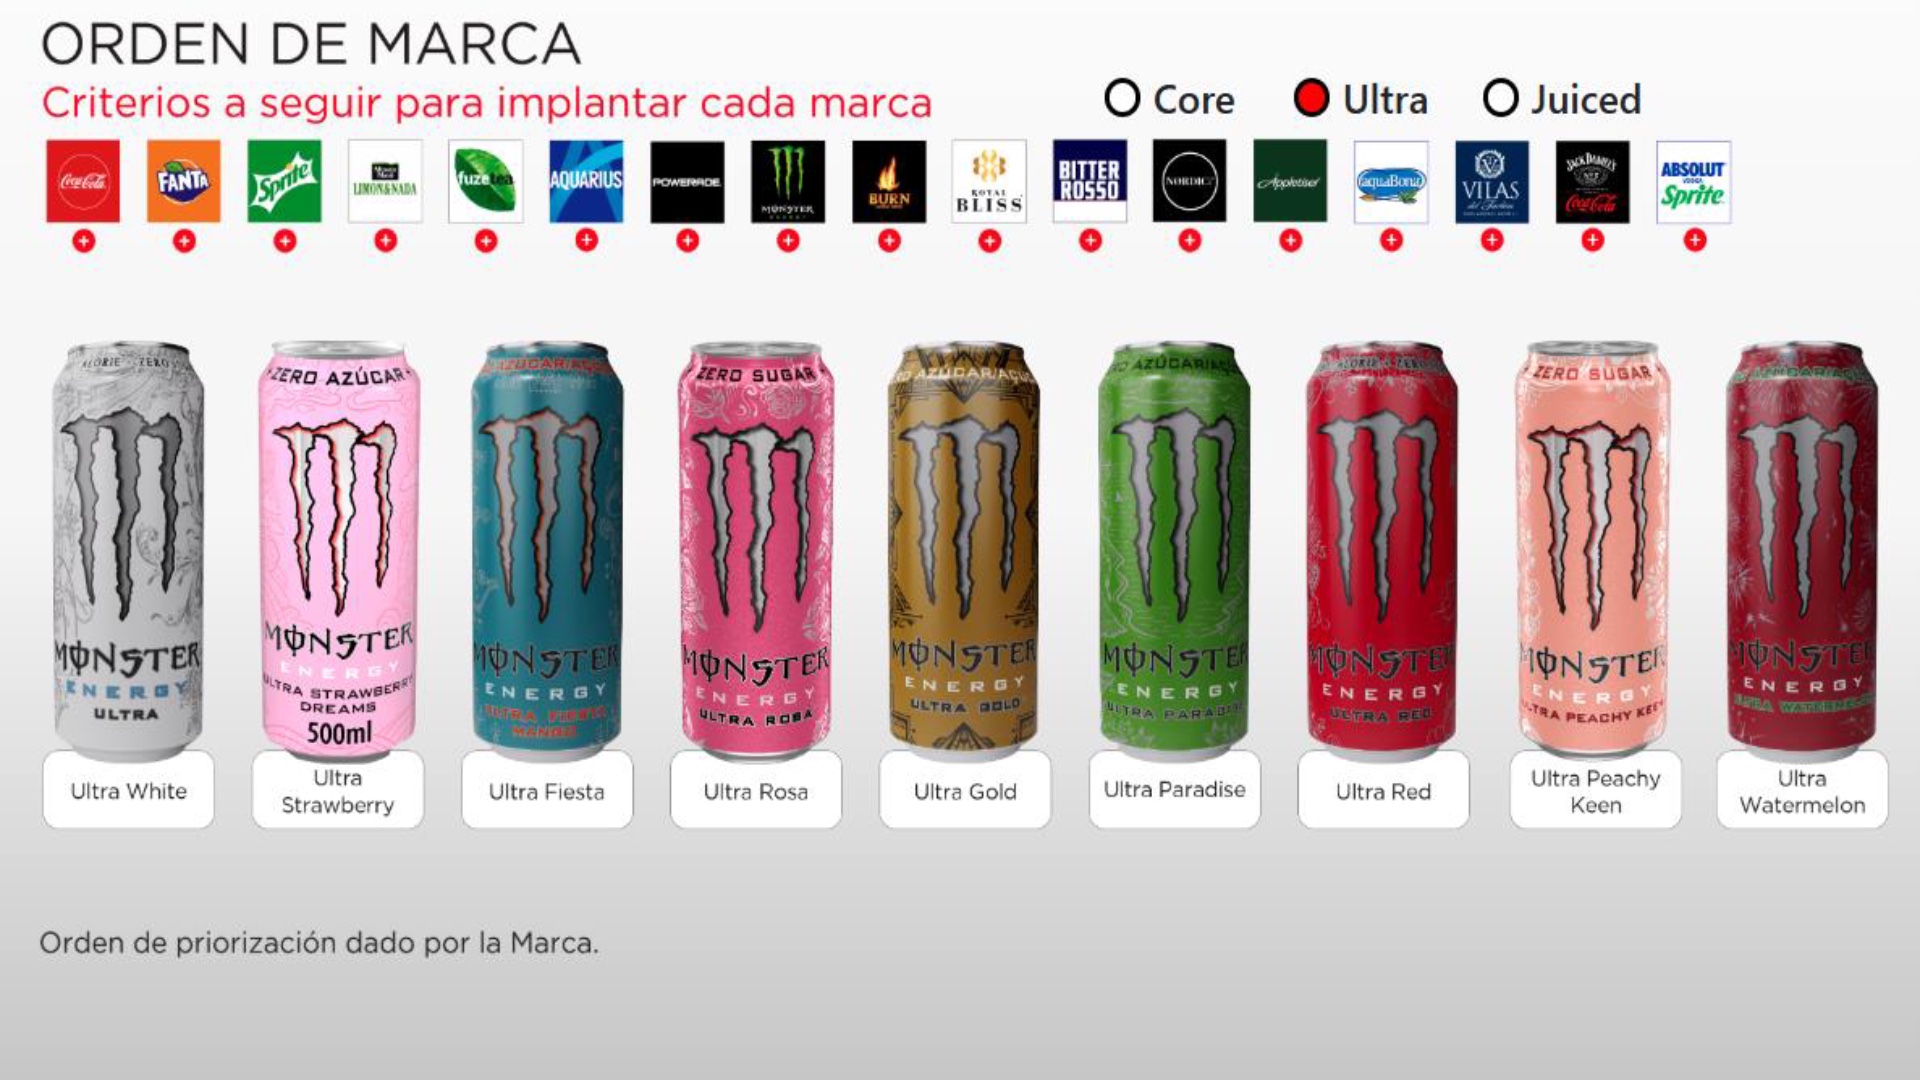 ORDEN DE MARCA
Criterios a seguir para implantar cada marca
Core
Ultra
Juiced
Coca-Cola
FANTA
Sprite
LIMON&NADA
fuzetea
AQUARIUS
POWERADE
MONSTER
BURN
ROYAL
BLISS
BITTER
ROSSO
NORDIC
Appletiser
aquaBona
VILAS
del Turbón
JACK DANIEL'S
Coca-Cola
ABSOLUT
VODKA
Sprite
MONSTER
ENERGY
ULTRA
ZERO AZÚCAR
MONSTER
ENERGY
ULTRA STRAWBERRY
DREAMS
500ml
MONSTER
ENERGY
ULTRA FIESTA
MANGO
ZERO SUGAR
MONSTER
ENERGY
ULTRA ROSA
MONSTER
ENERGY
ULTRA GOLD
MONSTER
ENERGY
ULTRA PARADISE
MONSTER
ENERGY
ULTRA RED
ZERO SUGAR
MONSTER
ENERGY
ULTRA PEACHY KEEN
MONSTER
ENERGY
ULTRA WATERMELON
Ultra White
Ultra
Strawberry
Ultra Fiesta
Ultra Rosa
Ultra Gold
Ultra Paradise
Ultra Red
Ultra Peachy
Keen
Ultra
Watermelon
Orden de priorización dado por la Marca.